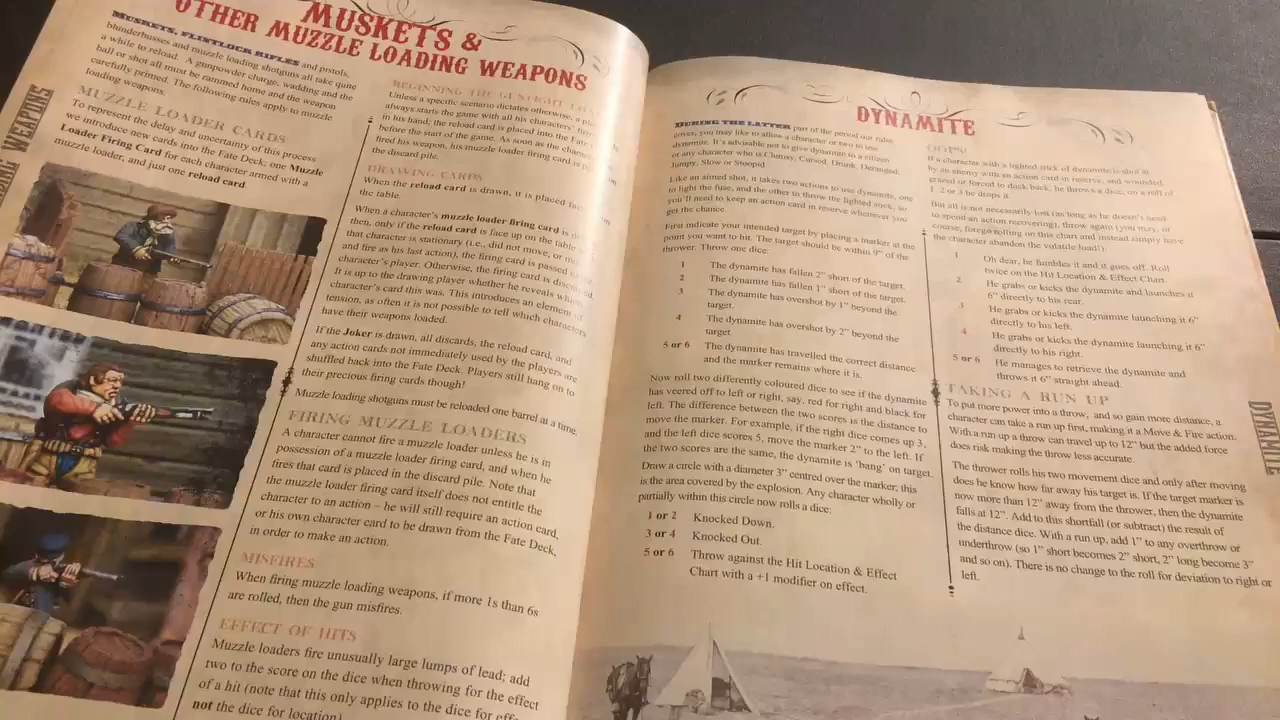 MUSKETS &
OTHER MUZZLE LOADING WEAPONS
MUSKETS, FLINTLOCK RIFLES and pistols,
blunderbusses and muzzle loading shotguns all take quite
a while to reload. A gunpowder charge, wadding and the
ball or shot all must be rammed home and the weapon
carefully primed. The following rules apply to muzzle
loading weapons.
MUZZLE LOADER CARDS
To represent the delay and uncertainty of this process
we introduce new cards into the Fate Deck; one Muzzle
Loader Firing Card for each character armed with a
muzzle loader, and just one reload card.
WEAPONS
BEGINNING THE GUNFIGHT
Unless a specific scenario dictates otherwise, a
always starts the game with all his characters'
in his hand; the reload card is placed into the Fate
before the start of the game. As soon as the
fired his weapon, his muzzle loader firing card is
the discard pile.
DRAWING CARDS
When the reload card is drawn, it is placed
the table.
When a character's muzzle loader firing card is
then, only if the reload card is face up on the table
that character is stationary (i.e., did not move, or
and fire as his last action), the firing card is passed
character's player. Otherwise, the firing card is
It is up to the drawing player whether he reveals
character's card this was. This introduces an element of
tension, as often it is not possible to tell which characters
have their weapons loaded.
If the Joker is drawn, all discards, the reload card, and
any action cards not immediately used by the players are
shuffled back into the Fate Deck. Players still hang on to
their precious firing cards though!
Muzzle loading shotguns must be reloaded one barrel at a time.
FIRING MUZZLE LOADERS
A character cannot fire a muzzle loader unless he is in
possession of a muzzle loader firing card, and when he
fires that card is placed in the discard pile. Note that
the muzzle loader firing card itself does not entitle the
character to an action – he will still require an action card,
or his own character card to be drawn from the Fate Deck,
in order to make an action.
MISFIRES
When firing muzzle loading weapons, if more 1s than 6s
are rolled, then the gun misfires.
EFFECT OF HITS
Muzzle loaders fire unusually large lumps of lead; add
two to the score on the dice when throwing for the effect
of a hit (note that this only applies to the dice for
not the dice for location).
DYNAMITE
DURING THE LATTER part of the period our rules
cover, you may like to allow a character or two to use
dynamite. It's advisable not to give dynamite to a citizen
or any character who is Clumsy, Cursed, Drunk, Deranged,
Jumpy, Slow or Stoopid.
Like an aimed shot, it takes two actions to use dynamite, one
to light the fuse, and the other to throw the lighted stick, so
you'll need to keep an action card in reserve whenever you
get the chance.
First indicate your intended target by placing a marker at the
point you want to hit. The target should be within 9" of the
thrower. Throw one dice:
1 The dynamite has fallen 2" short of the target.
2 The dynamite has fallen 1" short of the target.
3 The dynamite has overshot by 1" beyond the
target.
4 The dynamite has overshot by 2" beyond the
target
5 or 6 The dynamite has travelled the correct distance
and the marker remains where it is.
Now roll two differently coloured dice to see if the dynamite
has veered off to left or right, say, red for right and black for
left. The difference between the two scores is the distance to
move the marker. For example, if the right dice comes up 3,
and the left dice scores 5, move the marker 2" to the left. If
the two scores are the same, the dynamite is 'bang' on target.
Draw a circle with a diameter 3" centred over the marker; this
is the area covered by the explosion. Any character wholly or
partially within this circle now rolls a dice.
1 or 2 Knocked Down.
3 or 4 Knocked Out.
5 or 6 Throw against the Hit Location & Effect
Chart with a +1 modifier on effect.
OOPS!
If a character with a lighted stick of dynamite is shot at
by an enemy with an action card in reserve, and wounded,
grazed or forced to duck back, he throws a dice; on a roll of
1 2 or 3 he drops it.
But all is not necessarily lost (as long as he doesn't need
to spend an action recovering), throw again (you may, of
course, forego rolling on this chart and instead simply have
the character abandon the volatile load!)
1 Oh dear, he fumbles it and it goes off. Roll
twice on the Hit Location & Effect Chart.
2 He grabs or kicks the dynamite and launches it
6" directly to his rear.
3 He grabs or kicks the dynamite launching it 6"
directly to his left.
4 He grabs or kicks the dynamite launching it 6"
directly to his right.
5 or 6 He manages to retrieve the dynamite and
throws it 6" straight ahead.
TAKING A RUN UP
To put more power into a throw, and so gain more distance, a
character can take a run up first, making it a Move & Fire action.
With a run up a throw can travel up to 12" but the added force
does risk making the throw less accurate.
The thrower rolls his two movement dice and only after moving
does he know how far away his target is. If the target marker is
now more than 12" away from the thrower, then the dynamite
falls at 12". Add to this shortfall (or subtract) the result of
the distance dice. With a run up, add 1" to any overthrow or
underthrow (so 1" short becomes 2" short, 2" long become 3"
and so on). There is no change to the roll for deviation to right or
left.
DYNAMITE